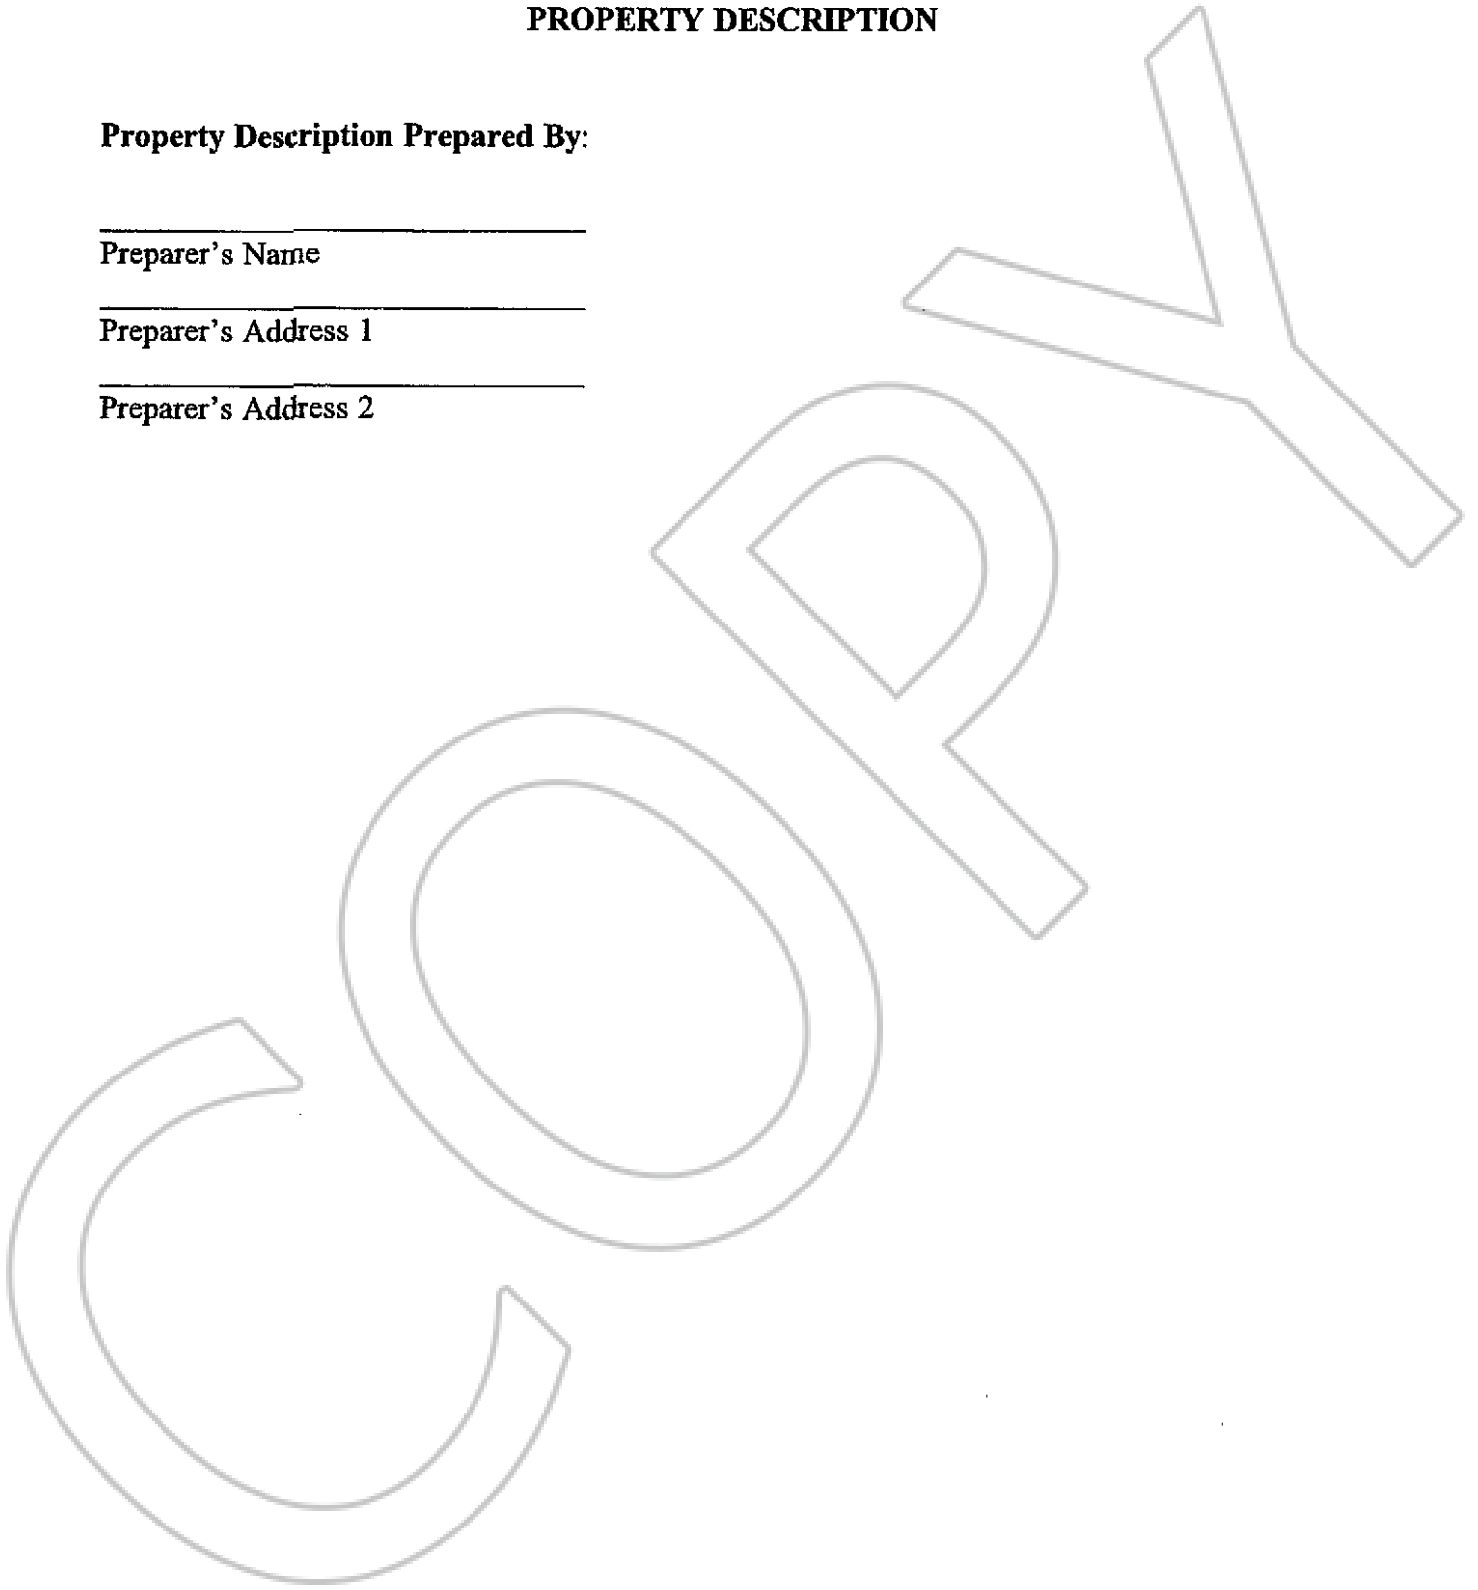 PROPERTY DESCRIPTION
Property Description Prepared By:
Preparer's Name
Preparer's Address 1
Preparer's Address 2
COPY